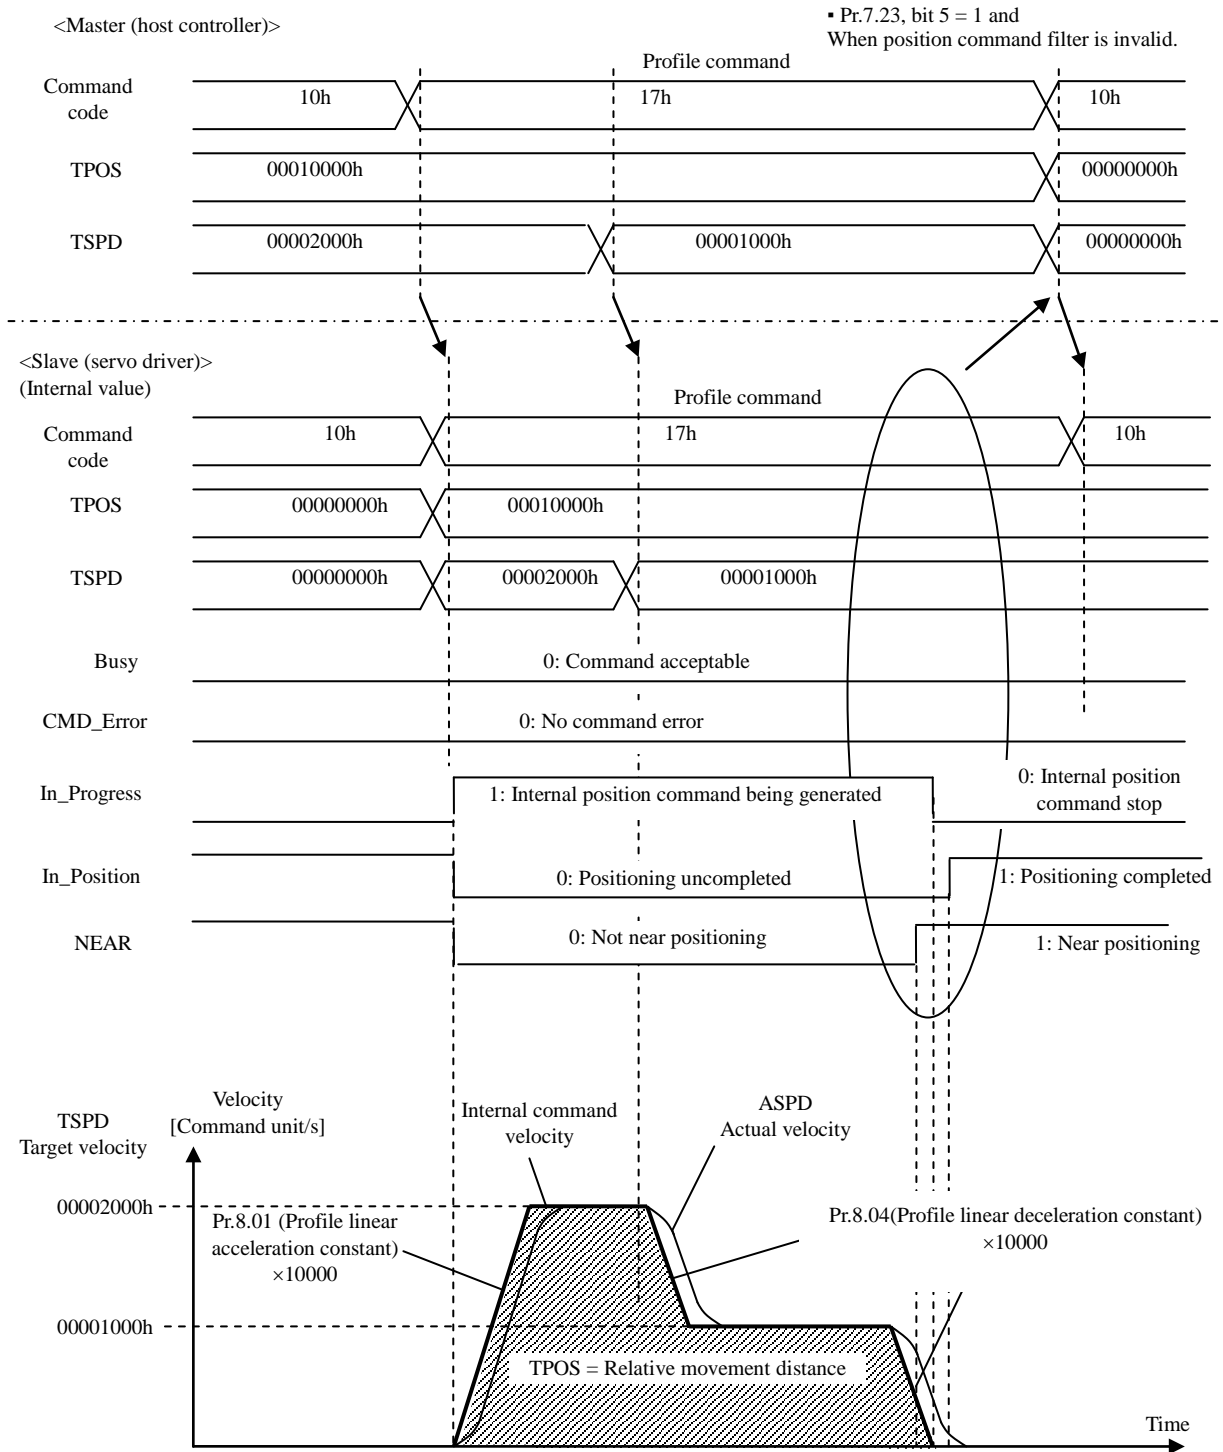 <Master (host controller)>
▪ Pr.7.23, bit 5 = 1 and
When position command filter is invalid.
Profile command
Command
code
10h
17h
10h
TPOS
00010000h
00000000h
TSPD
00002000h
00001000h
00000000h
<Slave (servo driver)>
(Internal value)
Profile command
Command
code
10h
17h
10h
TPOS
00000000h
00010000h
TSPD
00000000h
00002000h
00001000h
Busy
0: Command acceptable
CMD_Error
0: No command error
In_Progress
1: Internal position command being generated
0: Internal position
command stop
In_Position
0: Positioning uncompleted
1: Positioning completed
NEAR
0: Not near positioning
1: Near positioning
TSPD
Target velocity
Velocity
[Command unit/s]
Internal command
velocity
ASPD
Actual velocity
00002000h
Pr.8.01 (Profile linear
acceleration constant)
×10000
Pr.8.04(Profile linear deceleration constant)
×10000
00001000h
TPOS = Relative movement distance
Time